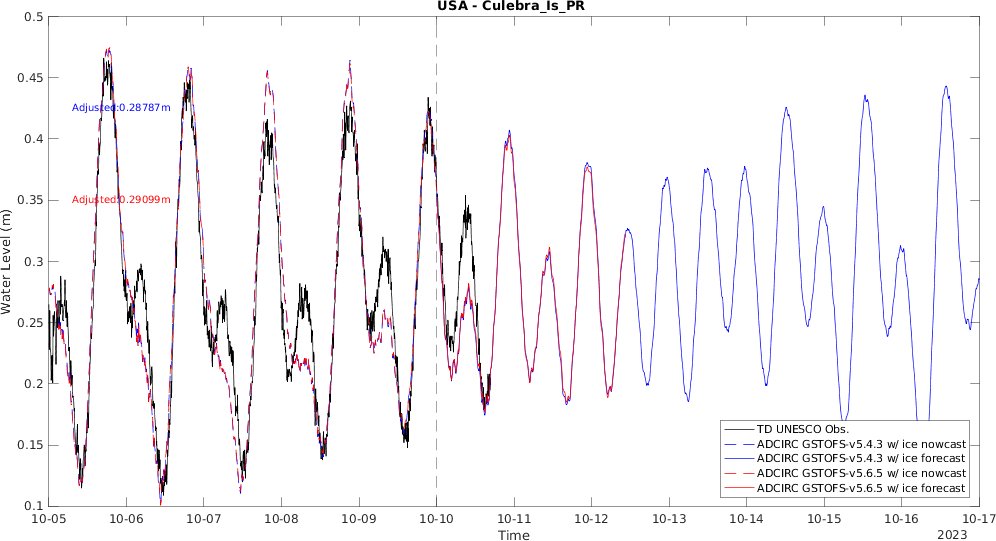 USA - Culebra_Is_PR
0.5
0.45
Adjusted:0.28787m
0.4
0.35
Adjusted:0.29099m
0.3
0.25
0.2
0.15
0.1
Water Level (m)
TD UNESCO Obs.
ADCIRC GSTOFS-v5.4.3 w/ ice nowcast
ADCIRC GSTOFS-v5.4.3 w/ ice forecast
ADCIRC GSTOFS-v5.6.5 w/ ice nowcast
ADCIRC GSTOFS-v5.6.5 w/ ice forecast
10-05 10-06 10-07 10-08 10-09 10-10 10-11 10-12 10-13 10-14 10-15 10-16 10-17
Time
2023